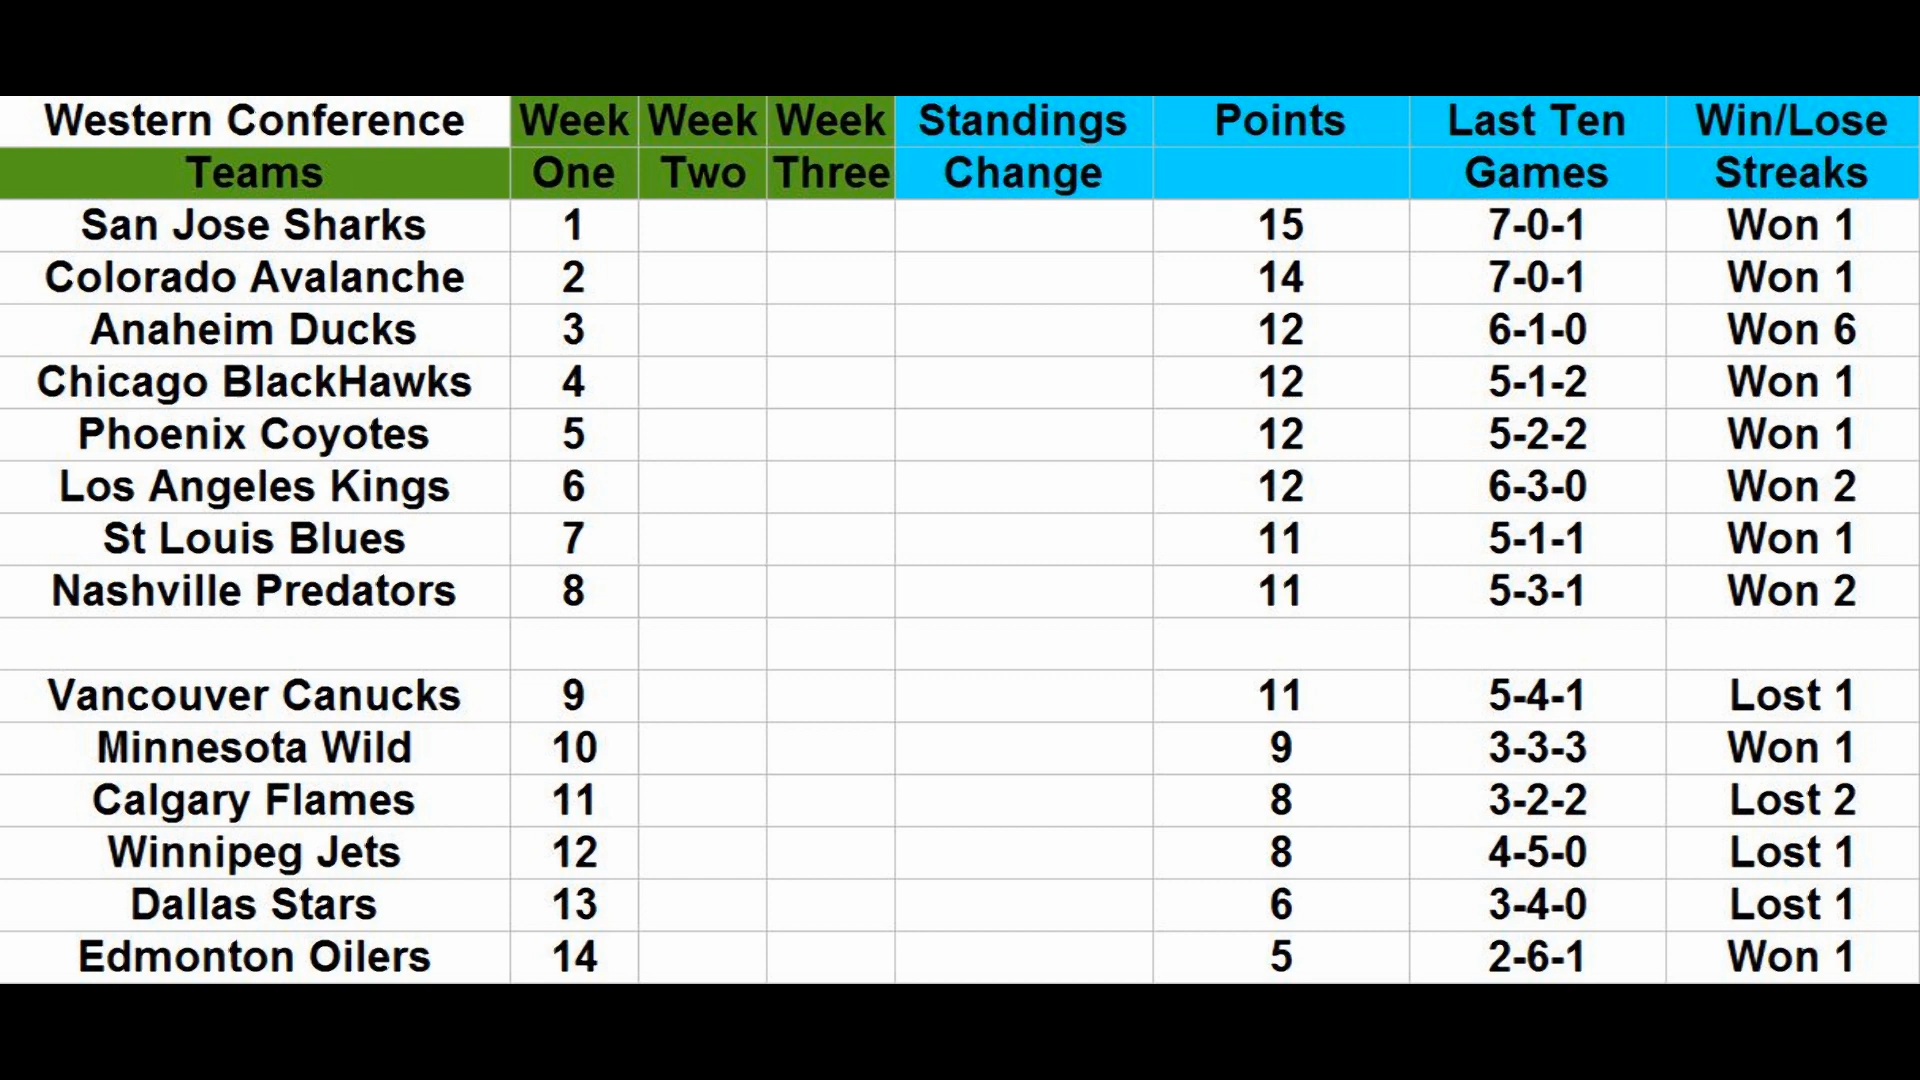 Western Conference Week Week Week Standings Points Last Ten Win/Lose
Teams One Two Three Change Games Streaks
San Jose Sharks 1 15 7-0-1 Won 1
Colorado Avalanche 2 14 7-0-1 Won 1
Anaheim Ducks 3 12 6-1-0 Won 6
Chicago BlackHawks 4 12 5-1-2 Won 1
Phoenix Coyotes 5 12 5-2-2 Won 1
Los Angeles Kings 6 12 6-3-0 Won 2
St Louis Blues 7 11 5-1-1 Won 1
Nashville Predators 8 11 5-3-1 Won 2
Vancouver Canucks 9 11 5-4-1 Lost 1
Minnesota Wild 10 9 3-3-3 Won 1
Calgary Flames 11 8 3-2-2 Lost 2
Winnipeg Jets 12 8 4-5-0 Lost 1
Dallas Stars 13 6 3-4-0 Lost 1
Edmonton Oilers 14 5 2-6-1 Won 1